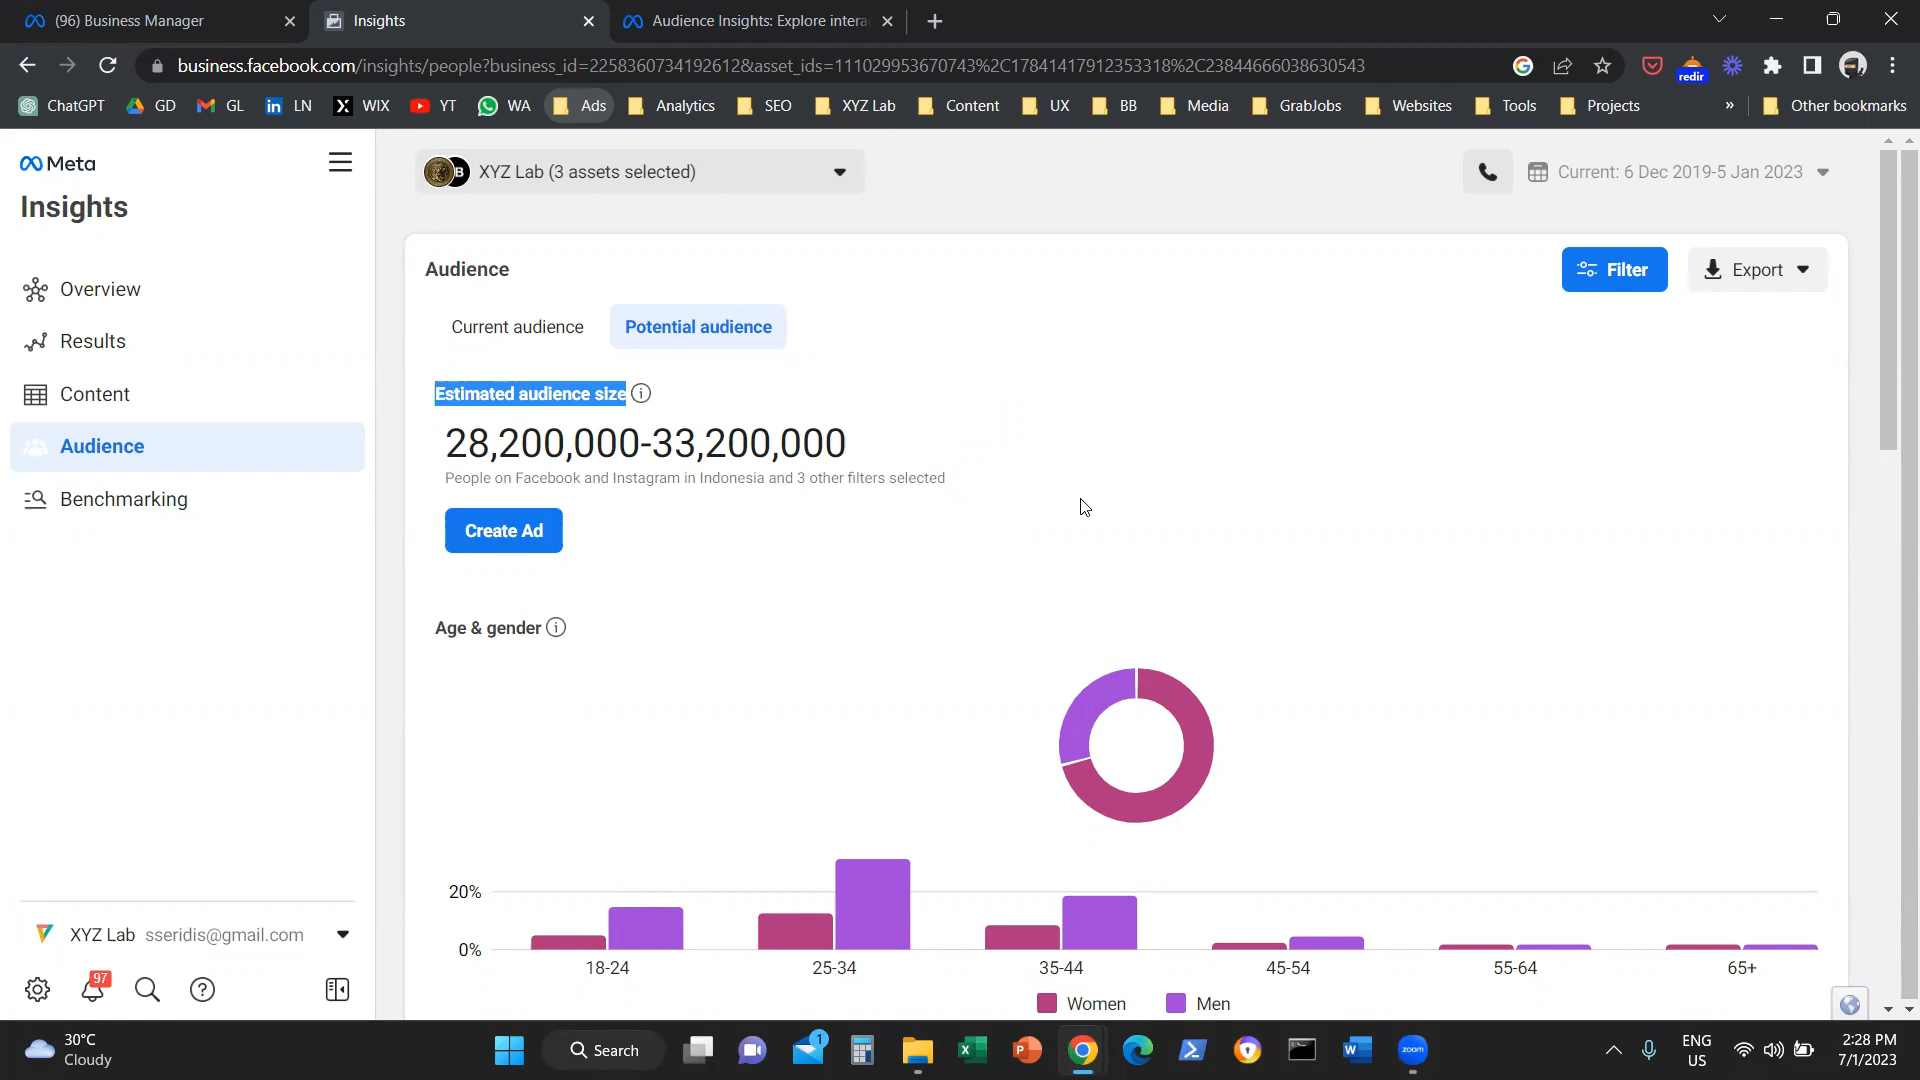 (96) Business Manager
Insights
Audience Insights: Explore intera
business.facebook.com/insights/people?business_id=2258360734192612&asset_ids=111029953670743%2C17841417912353318%2C23844666038630543
redir
ChatGPT
GD
GL
LN
WIX
YT
WA
Ads
Analytics
SEO
XYZ Lab
Content
UX
BB
Media
GrabJobs
Websites
Tools
Projects
»
Other bookmarks
Meta
Insights
Overview
Results
Content
Audience
Benchmarking
XYZ Lab sseridis@gmail.com
97
B
XYZ Lab (3 assets selected)
Current: 6 Dec 2019-5 Jan 2023
Audience
Filter
Export
Current audience
Potential audience
Estimated audience size
28,200,000-33,200,000
People on Facebook and Instagram in Indonesia and 3 other filters selected
Create Ad
Age & gender
20%
0%
18-24
25-34
35-44
45-54
55-64
65+
Women
Men
30°C
Cloudy
Search
1
zoom
ENG
US
2:28 PM
7/1/2023